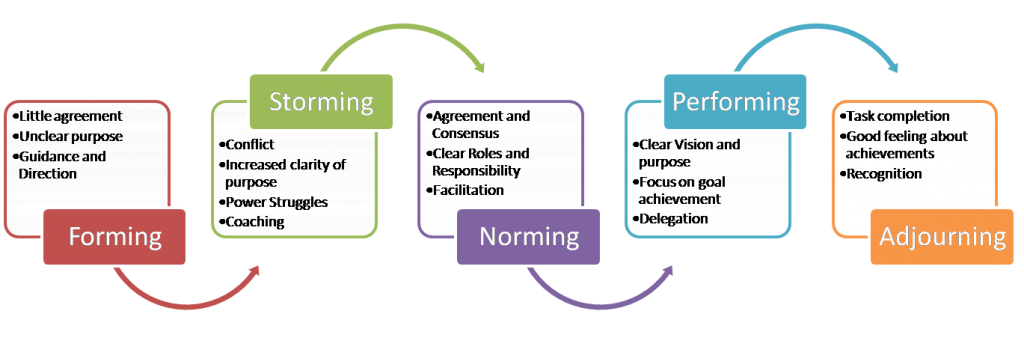 Forming
•Little agreement
•Unclear purpose
•Guidance and
Direction
Storming
•Conflict
•Increased clarity of
purpose
•Power Struggles
•Coaching
Norming
•Agreement and
Consensus
•Clear Roles and
Responsibility
•Facilitation
Performing
•Clear Vision and
purpose
•Focus on goal
achievement
•Delegation
Adjourning
•Task completion
•Good feeling about
achievements
•Recognition